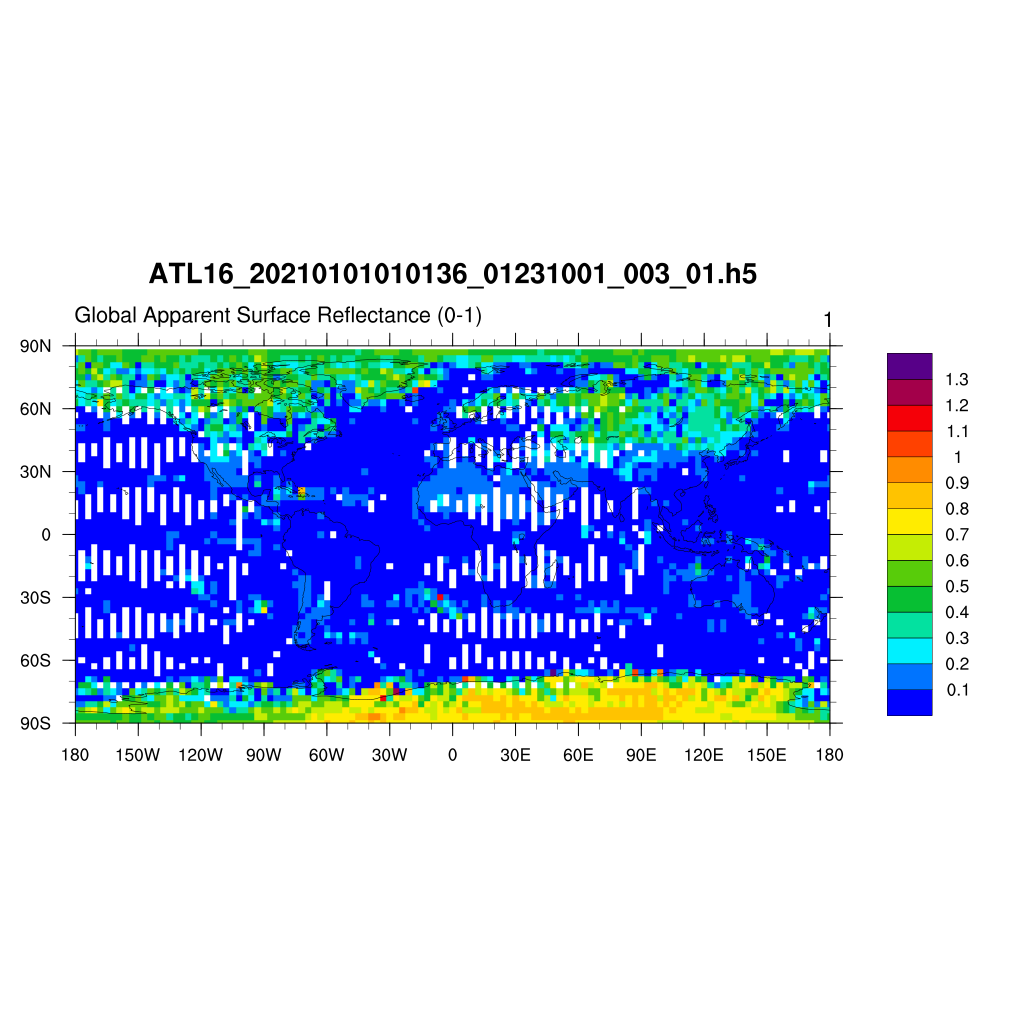 ATL16_20210101010136_01231001_003_01.h5
Global Apparent Surface Reflectance (0-1)
1
90N
60N
30N
0
30S
60S
90S
180 150W 120W 90W 60W 30W 0 30E 60E 90E 120E 150E 180
1.3
1.2
1.1
1
0.9
0.8
0.7
0.6
0.5
0.4
0.3
0.2
0.1